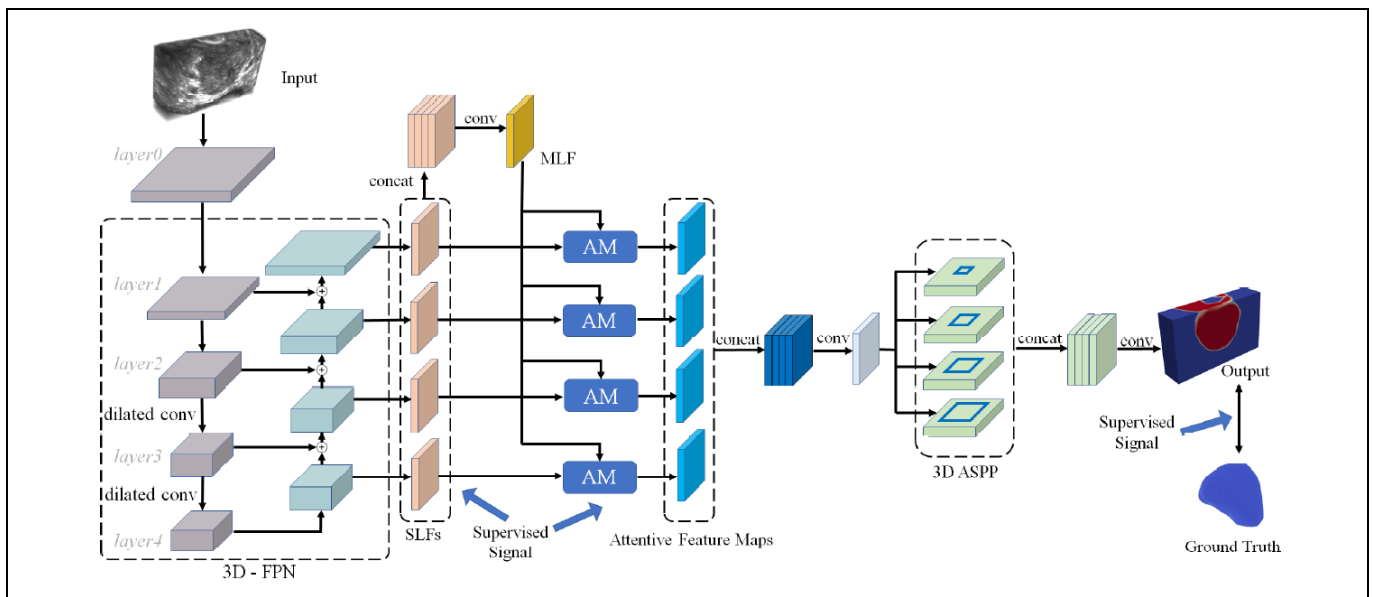 Input
layer0
conv
MLF
concat
AM
layer1
AM
layer2
concat
conv
concat
conv
Output
dilated conv
AM
Supervised
Signal
layer3
AM
3D ASPP
dilated conv
layer4
SLFs
Supervised
Signal
Attentive Feature Maps
Ground Truth
3D - FPN